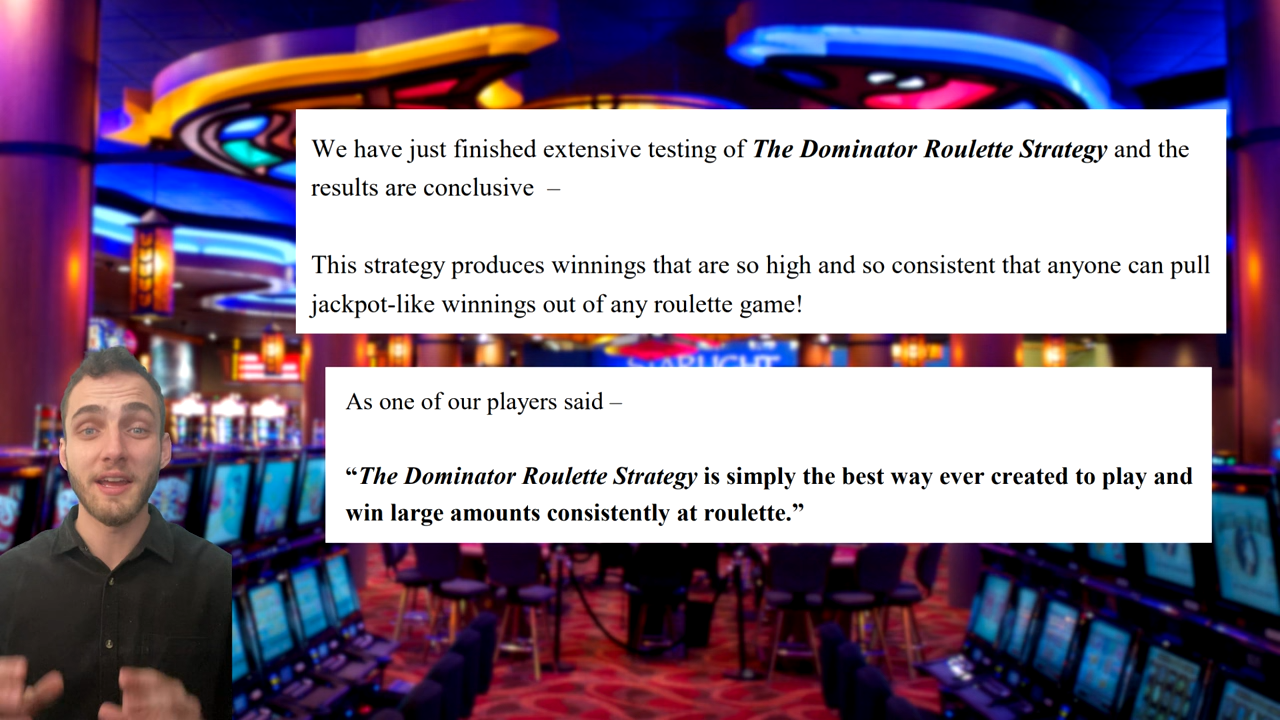 We have just finished extensive testing of The Dominator Roulette Strategy and the
results are conclusive –
This strategy produces winnings that are so high and so consistent that anyone can pull
jackpot-like winnings out of any roulette game!
STARLIGHT
As one of our players said –
“The Dominator Roulette Strategy is simply the best way ever created to play and
win large amounts consistently at roulette.”